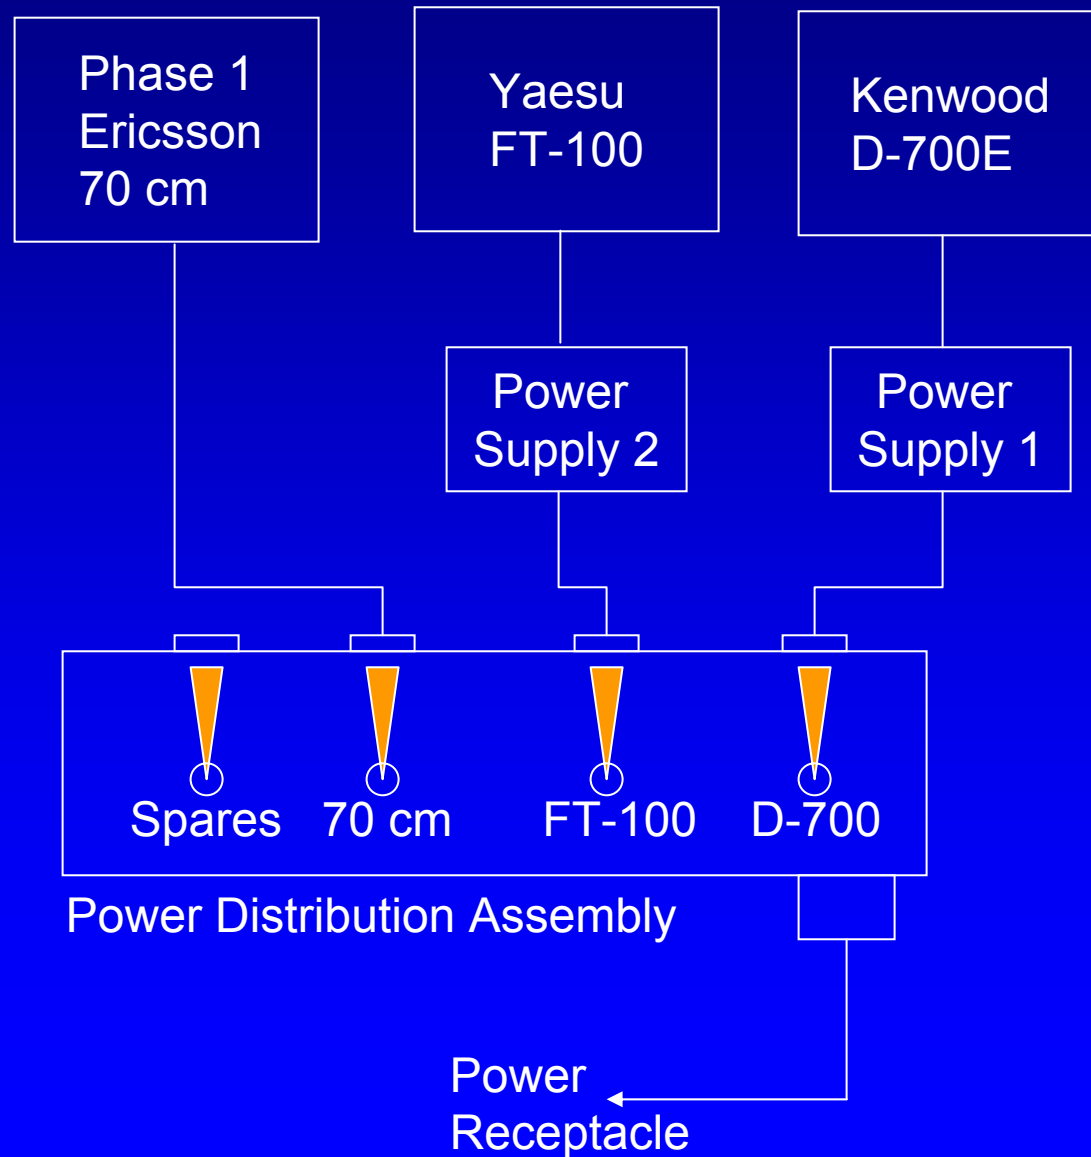 Phase 1
Ericsson
70 cm
Yaesu
FT-100
Kenwood
D-700E
Power
Supply 2
Power
Supply 1
Spares
70 cm
FT-100
D-700
Power Distribution Assembly
Power
Receptacle